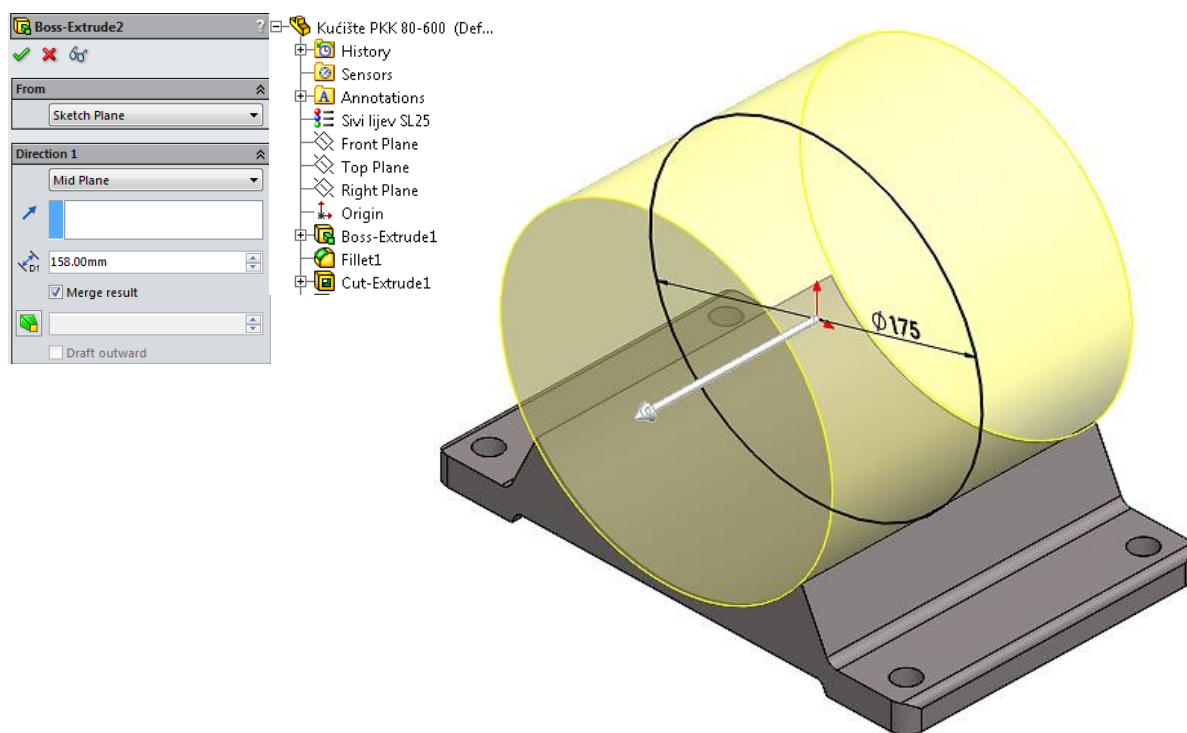 Boss-Extrude2
?
From
Sketch Plane
Direction 1
Mid Plane
D1
158.00mm
Merge result
Draft outward
Kućište PKK 80-600 (Def...
History
Sensors
A Annotations
Sivi lijev SL25
Front Plane
Top Plane
Right Plane
Origin
Boss-Extrude1
Fillet1
Cut-Extrude1
Ø175